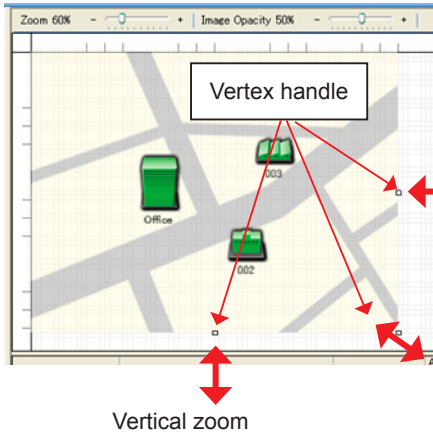 Zoom 60% - + Image Opacity 50% - +
Vertex handle
003
Office
002
Vertical zoom